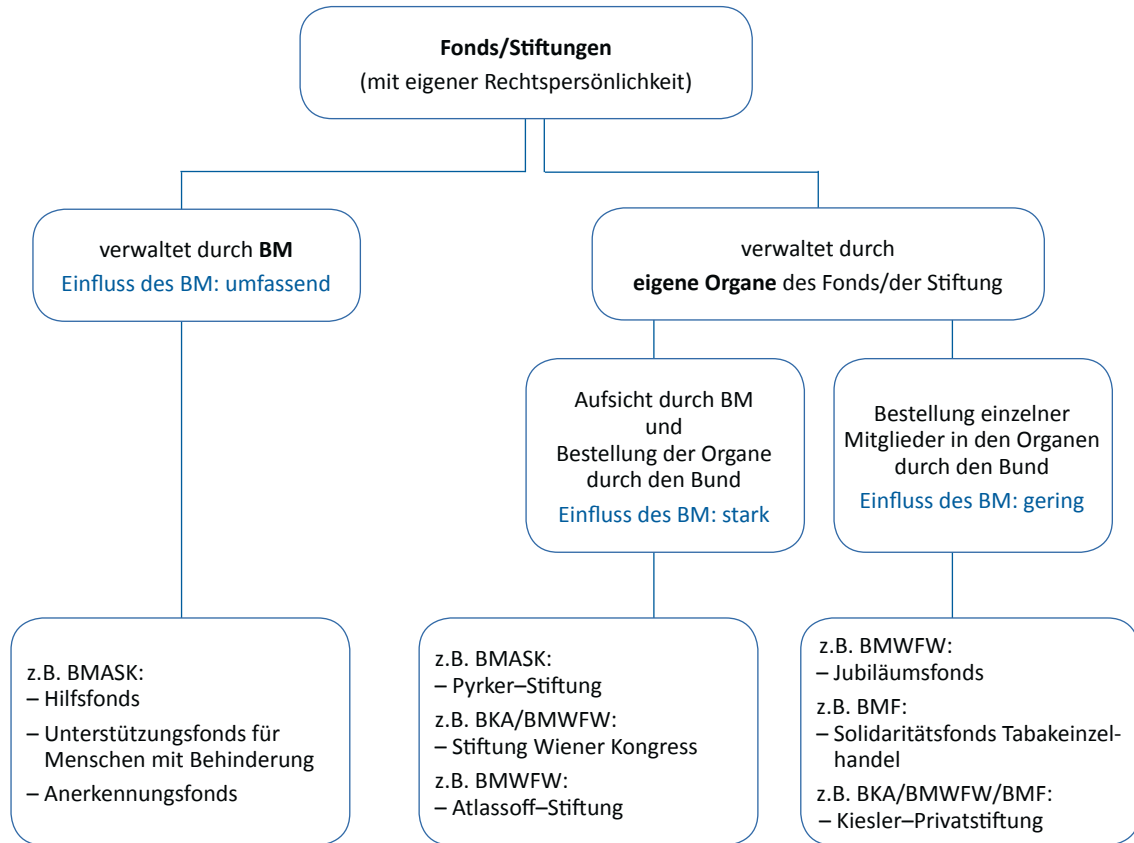 Fonds/Stiftungen
(mit eigener Rechtspersönlichkeit)
verwaltet durch BM
Einfluss des BM: umfassend
verwaltet durch
eigene Organe des Fonds/der Stiftung
Aufsicht durch BM
und
Bestellung der Organe
durch den Bund
Einfluss des BM: stark
Bestellung einzelner
Mitglieder in den Organen
durch den Bund
Einfluss des BM: gering
z.B. BMASK:
– Hilfsfonds
– Unterstützungsfonds für
Menschen mit Behinderung
– Anerkennungsfonds
z.B. BMASK:
– Pyrker–Stiftung
z.B. BKA/BMWFW:
– Stiftung Wiener Kongress
z.B. BMWFW:
– Atlassoff–Stiftung
z.B. BMWFW:
– Jubiläumsfonds
z.B. BMF:
– Solidaritätsfonds Tabakeinzel-
handel
z.B. BKA/BMWFW/BMF:
– Kiesler–Privatstiftung